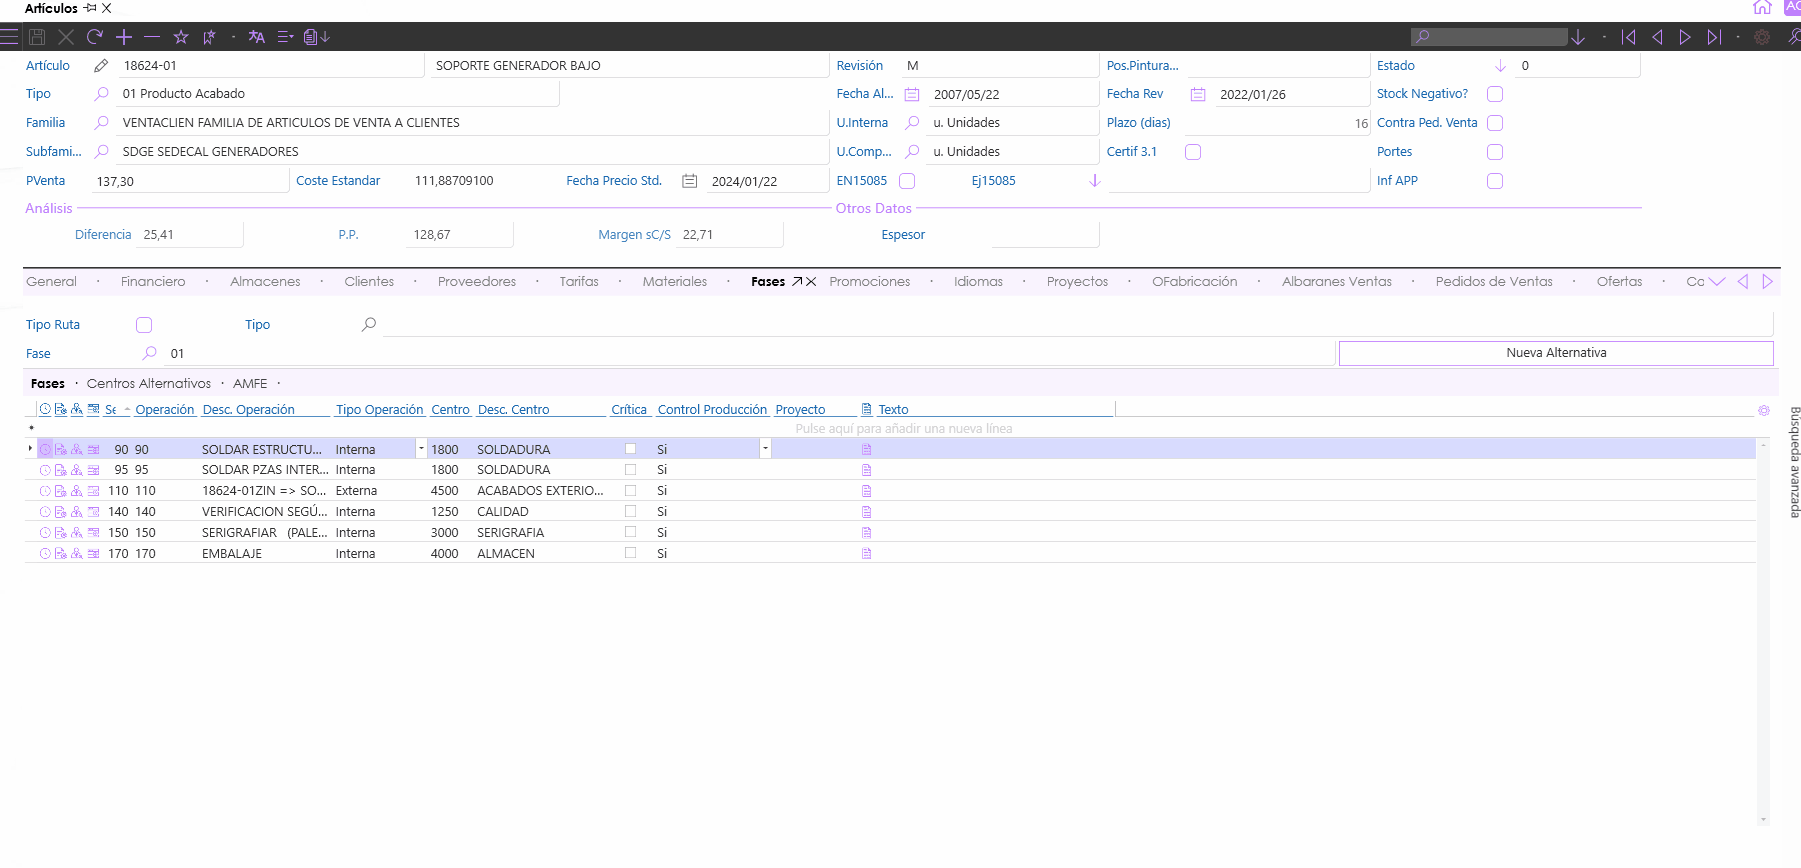 Artículos
Artículo 18624-01 SOPORTE GENERADOR BAJO Revisión M Pos.Pintura... Estado 0
Tipo 01 Producto Acabado Fecha Al... 2007/05/22 Fecha Rev 2022/01/26 Stock Negativo?
Familia VENTACLIEN FAMILIA DE ARTICULOS DE VENTA A CLIENTES U.Interna u. Unidades Plazo (dias) 16 Contra Ped. Venta
Subfami... SDGE SEDECAL GENERADORES U.Comp... u. Unidades Certif 3.1 Portes
PVenta 137,30 Coste Estandar 111,88709100 Fecha Precio Std. 2024/01/22 EN15085 Ej15085 Inf APP
Análisis Otros Datos
Diferencia 25,41 P.P. 128,67 Margen sC/S 22,71 Espesor
General · Financiero · Almacenes · Clientes · Proveedores · Tarifas · Materiales · Fases Promociones · Idiomas · Proyectos · OFabricación · Albaranes Ventas · Pedidos de Ventas · Ofertas · Co
Tipo Ruta Tipo
Fase 01 Nueva Alternativa
Fases · Centros Alternativos · AMFE ·
Se Operación Desc. Operación Tipo Operación Centro Desc. Centro Crítica Control Producción Proyecto Texto
Pulse aquí para añadir una nueva línea
90 90 SOLDAR ESTRUCTU... Interna 1800 SOLDADURA Si
95 95 SOLDAR PZAS INTER... Interna 1800 SOLDADURA Si
110 110 18624-01ZIN => SO... Externa 4500 ACABADOS EXTERIO... Si
140 140 VERIFICACION SEGÚ... Interna 1250 CALIDAD Si
150 150 SERIGRAFIAR (PALE... Interna 3000 SERIGRAFIA Si
170 170 EMBALAJE Interna 4000 ALMACEN Si
Búsqueda avanzada